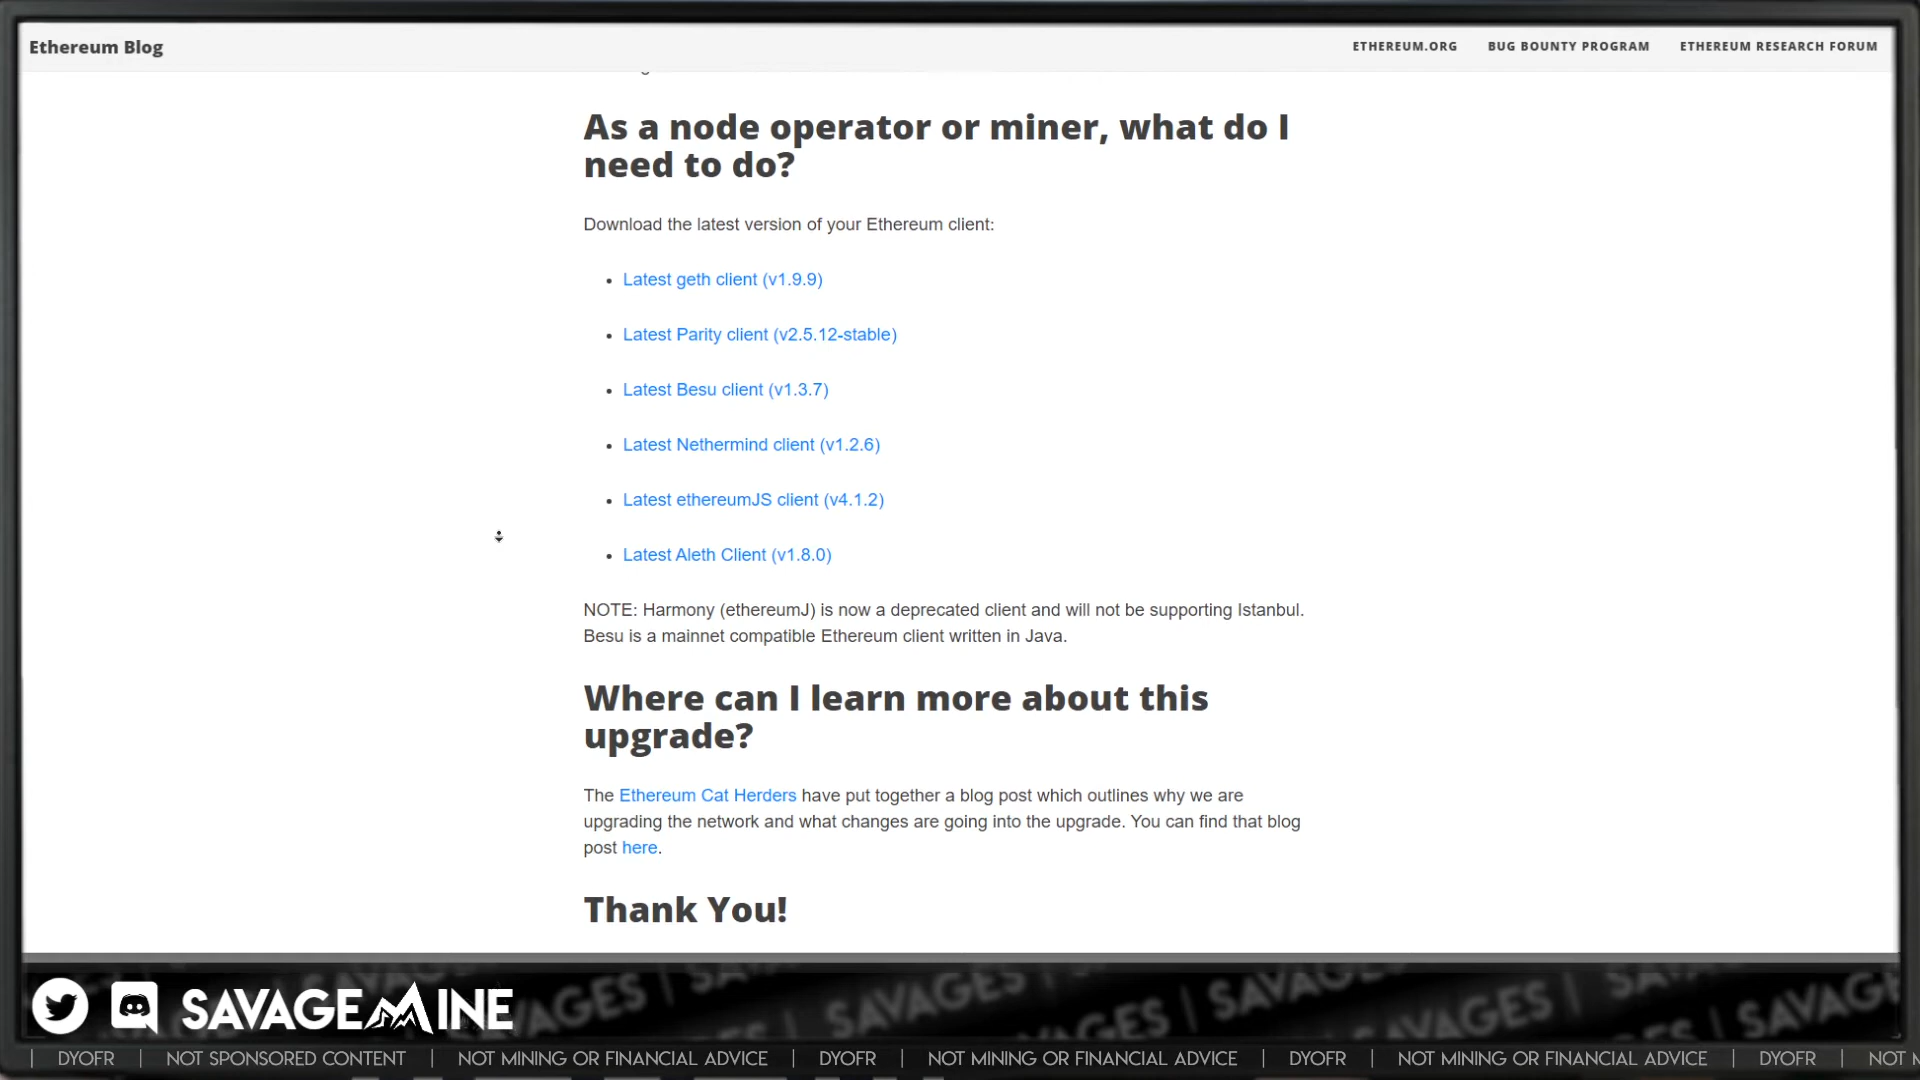 Ethereum Blog
ETHEREUM.ORG BUG BOUNTY PROGRAM ETHEREUM RESEARCH FORUM
As a node operator or miner, what do I
need to do?
Download the latest version of your Ethereum client:
• Latest geth client (v1.9.9)
• Latest Parity client (v2.5.12-stable)
• Latest Besu client (v1.3.7)
• Latest Nethermind client (v1.2.6)
• Latest ethereumJS client (v4.1.2)
• Latest Aleth Client (v1.8.0)
NOTE: Harmony (ethereumJ) is now a deprecated client and will not be supporting Istanbul.
Besu is a mainnet compatible Ethereum client written in Java.
Where can I learn more about this
upgrade?
The Ethereum Cat Herders have put together a blog post which outlines why we are
upgrading the network and what changes are going into the upgrade. You can find that blog
post here.
Thank You!
SAVAGEMINE
SAVAGES | SAVAGES | SAVAGES |
| DYOFR | NOT SPONSORED CONTENT | NOT MINING OR FINANCIAL ADVICE | DYOFR | NOT MINING OR FINANCIAL ADVICE | DYOFR | NOT MINING OR FINANCIAL ADVICE | DYOFR | NOT